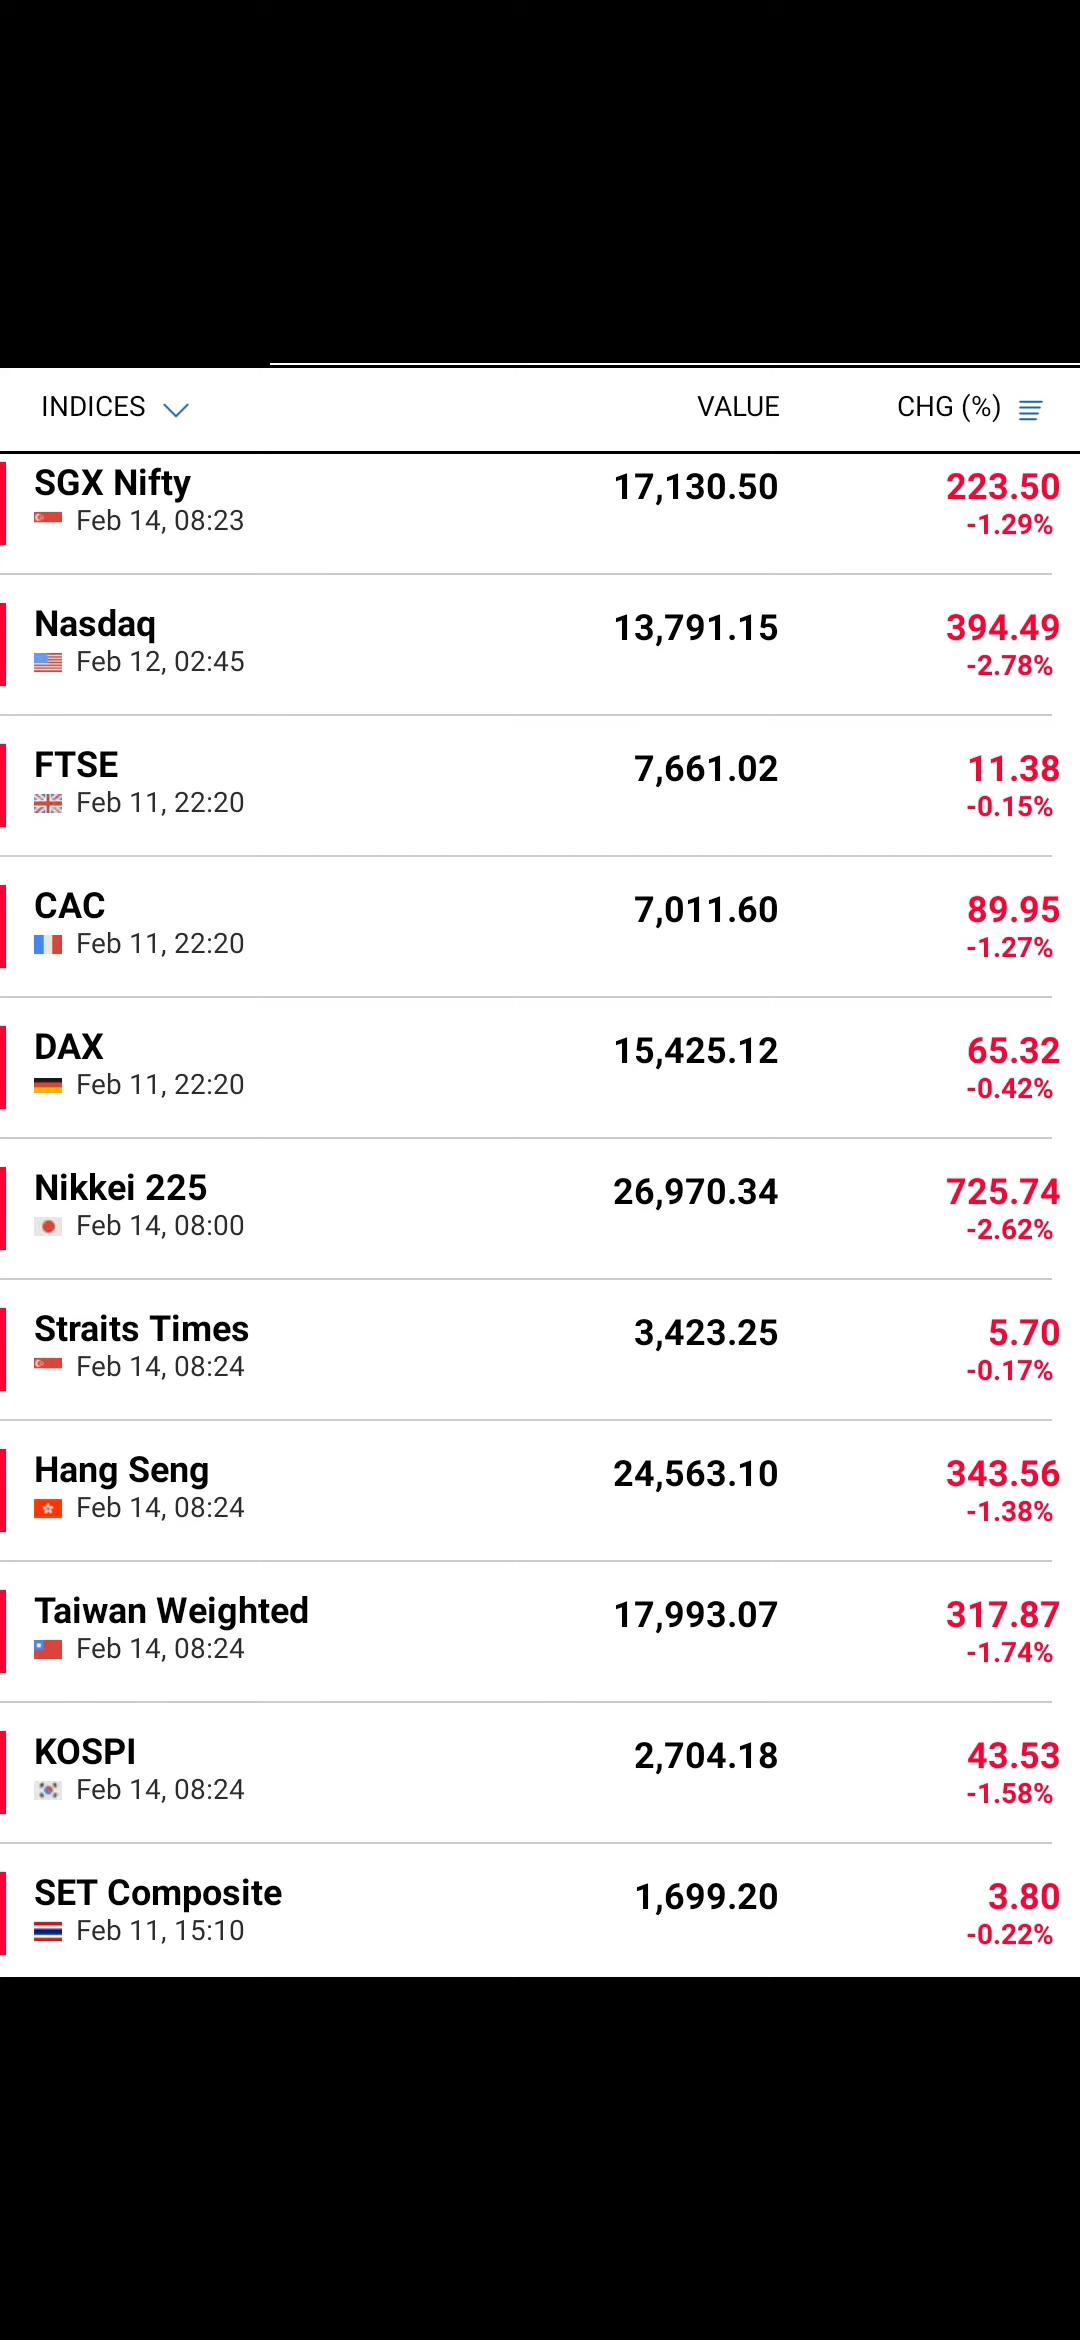 INDICES VALUE CHG (%)
SGX Nifty 17,130.50 223.50
Feb 14, 08:23 -1.29%
Nasdaq 13,791.15 394.49
Feb 12, 02:45 -2.78%
FTSE 7,661.02 11.38
Feb 11, 22:20 -0.15%
CAC 7,011.60 89.95
Feb 11, 22:20 -1.27%
DAX 15,425.12 65.32
Feb 11, 22:20 -0.42%
Nikkei 225 26,970.34 725.74
Feb 14, 08:00 -2.62%
Straits Times 3,423.25 5.70
Feb 14, 08:24 -0.17%
Hang Seng 24,563.10 343.56
Feb 14, 08:24 -1.38%
Taiwan Weighted 17,993.07 317.87
Feb 14, 08:24 -1.74%
KOSPI 2,704.18 43.53
Feb 14, 08:24 -1.58%
SET Composite 1,699.20 3.80
Feb 11, 15:10 -0.22%